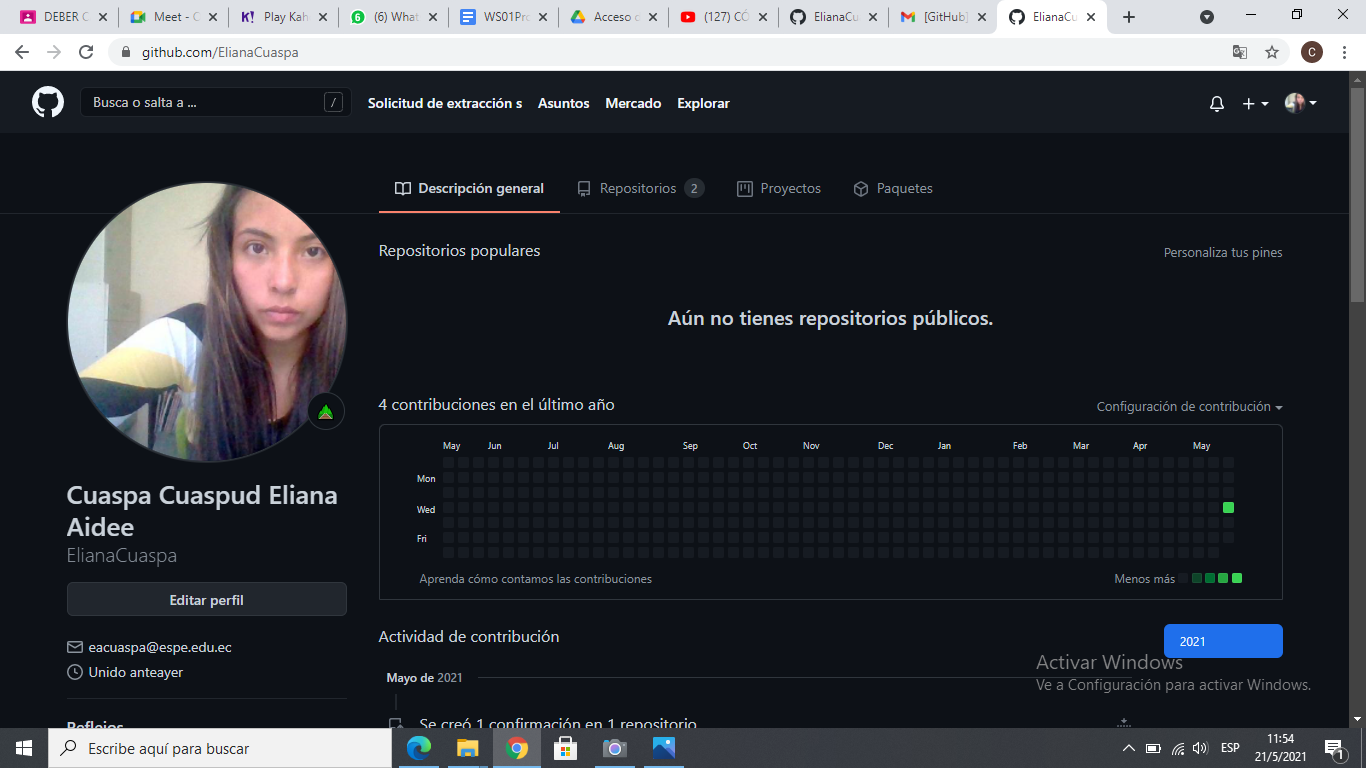 DEBER C
Meet - C
Play Kah
(6) What
WS01Pro
Acceso c
(127) CÓ
ElianaCu
[GitHub]
ElianaCu
github.com/ElianaCuaspa
C
Busca o salta a ...
/
Solicitud de extracción s
Asuntos
Mercado
Explorar
Descripción general
Repositorios 2
Proyectos
Paquetes
Repositorios populares
Personaliza tus pines
Aún no tienes repositorios públicos.
4 contribuciones en el último año
Configuración de contribución
May Jun Jul Aug Sep Oct Nov Dec Jan Feb Mar Apr May
Mon
Wed
Fri
Aprenda cómo contamos las contribuciones
Menos más
Cuaspa Cuaspud Eliana
Aidee
ElianaCuaspa
Editar perfil
eacuaspa@espe.edu.ec
Unido anteayer
Reflejos
Actividad de contribución
2021
Mayo de 2021
Se creó 1 confirmación en 1 repositorio
Activar Windows
Ve a Configuración para activar Windows.
Escribe aquí para buscar
ESP
11:54
21/5/2021
1